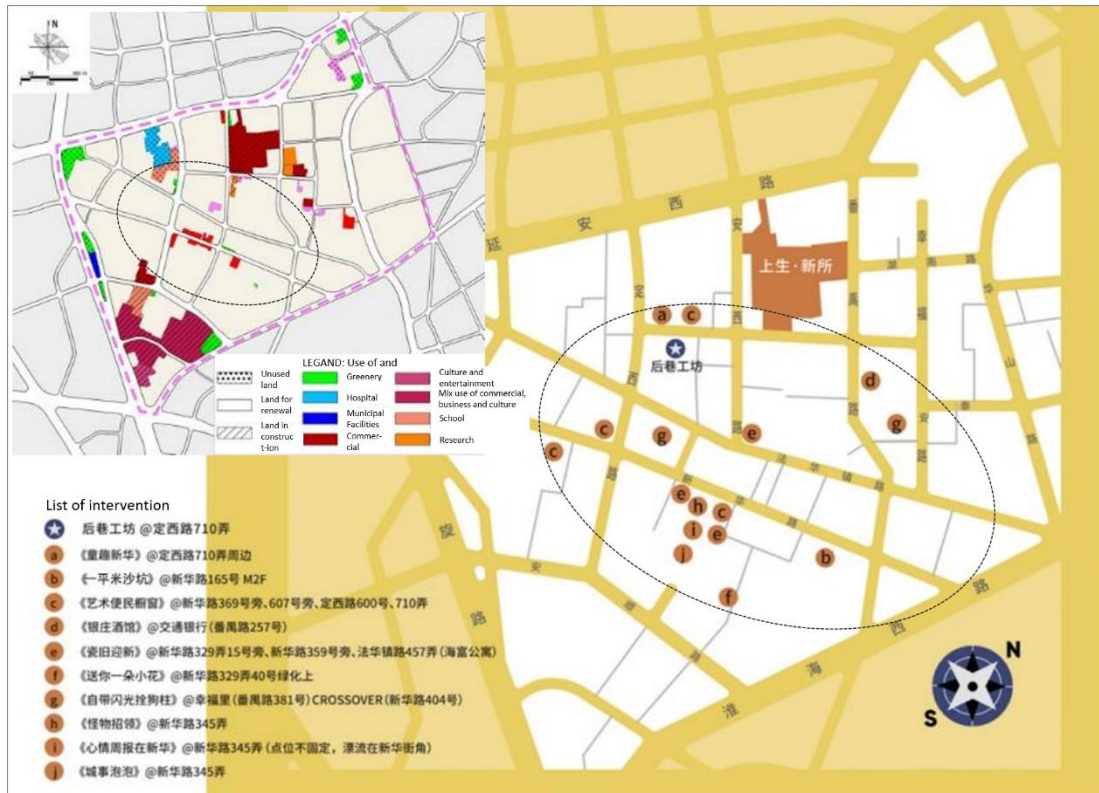 N
LEGAND: Use of and
Unused land
Land for renewal
Land in construc t-Ion
Greenery
Hospital
Municipal Facilities
Commer-cial
Culture and entertainment
Mix use of commercial, business and culture
School
Research
延安西路
定西路
安西路
番禺路
幸福路
法华镇路
新华路
安顺路
淮海西路
凯旋路
上生·新所
a
c
后巷工坊
d
g
c
g
e
c
e
h
c
i
e
j
b
f
List of intervention
后巷工坊 @定西路710弄
a 《童趣新华》@定西路710弄周边
b 《一平米沙坑》@新华路165号 M2F
c 《艺术便民橱窗》@新华路369号旁、607号旁、定西路600号、710弄
d 《银庄酒馆》@交通银行(番禺路257号)
e 《瓷旧迎新》@新华路329弄15号旁、新华路359号旁、法华镇路457弄(海富公寓)
f 《送你一朵小花》@新华路329弄40号绿化上
g 《自带闪光拴狗柱》@幸福里(番禺路381号)CROSSOVER(新华路404号)
h 《怪物招领》@新华路345弄
i 《心情周报在新华》@新华路345弄(点位不固定，漂流在新华街角)
j 《城事泡泡》@新华路345弄
N
S